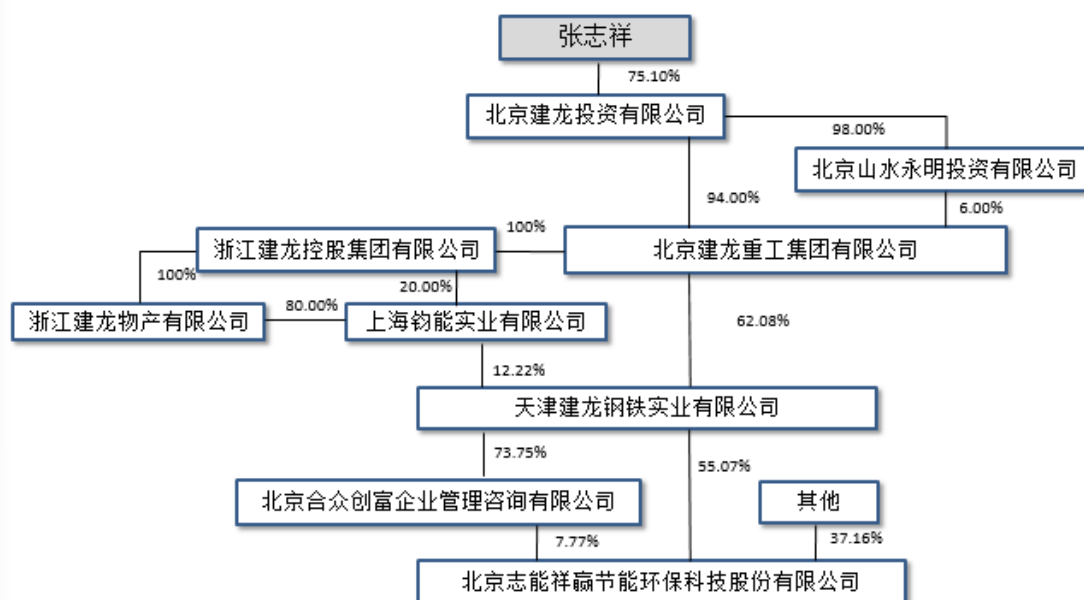 张志祥
75.10%
北京建龙投资有限公司
98.00%
北京山水永明投资有限公司
94.00%
6.00%
100%
浙江建龙控股集团有限公司
北京建龙重工集团有限公司
100%
20.00%
80.00%
浙江建龙物产有限公司
上海钧能实业有限公司
62.08%
12.22%
天津建龙钢铁实业有限公司
73.75%
55.07%
北京合众创富企业管理咨询有限公司
其他
7.77%
37.16%
北京志能祥赢节能环保科技股份有限公司